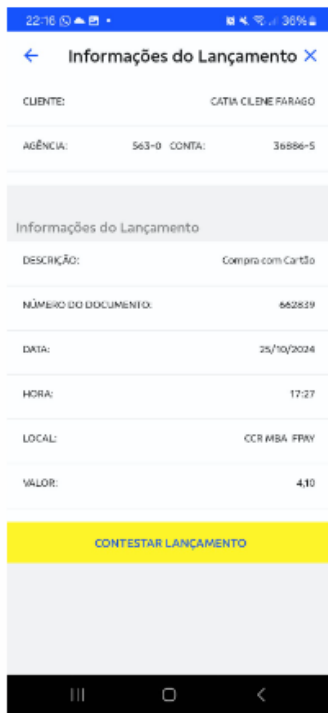 22:16 36%
Informações do Lançamento
CLIENTE: CATIA CILENE FARAGO
AGÊNCIA: 563-0 CONTA: 36886-5
Informações do Lançamento
DESCRIÇÃO: Compra com Cartão
NÚMERO DO DOCUMENTO: 662839
DATA: 25/10/2024
HORA: 17:27
LOCAL: CCR MBA FPAY
VALOR: 4,10
CONTESTAR LANÇAMENTO